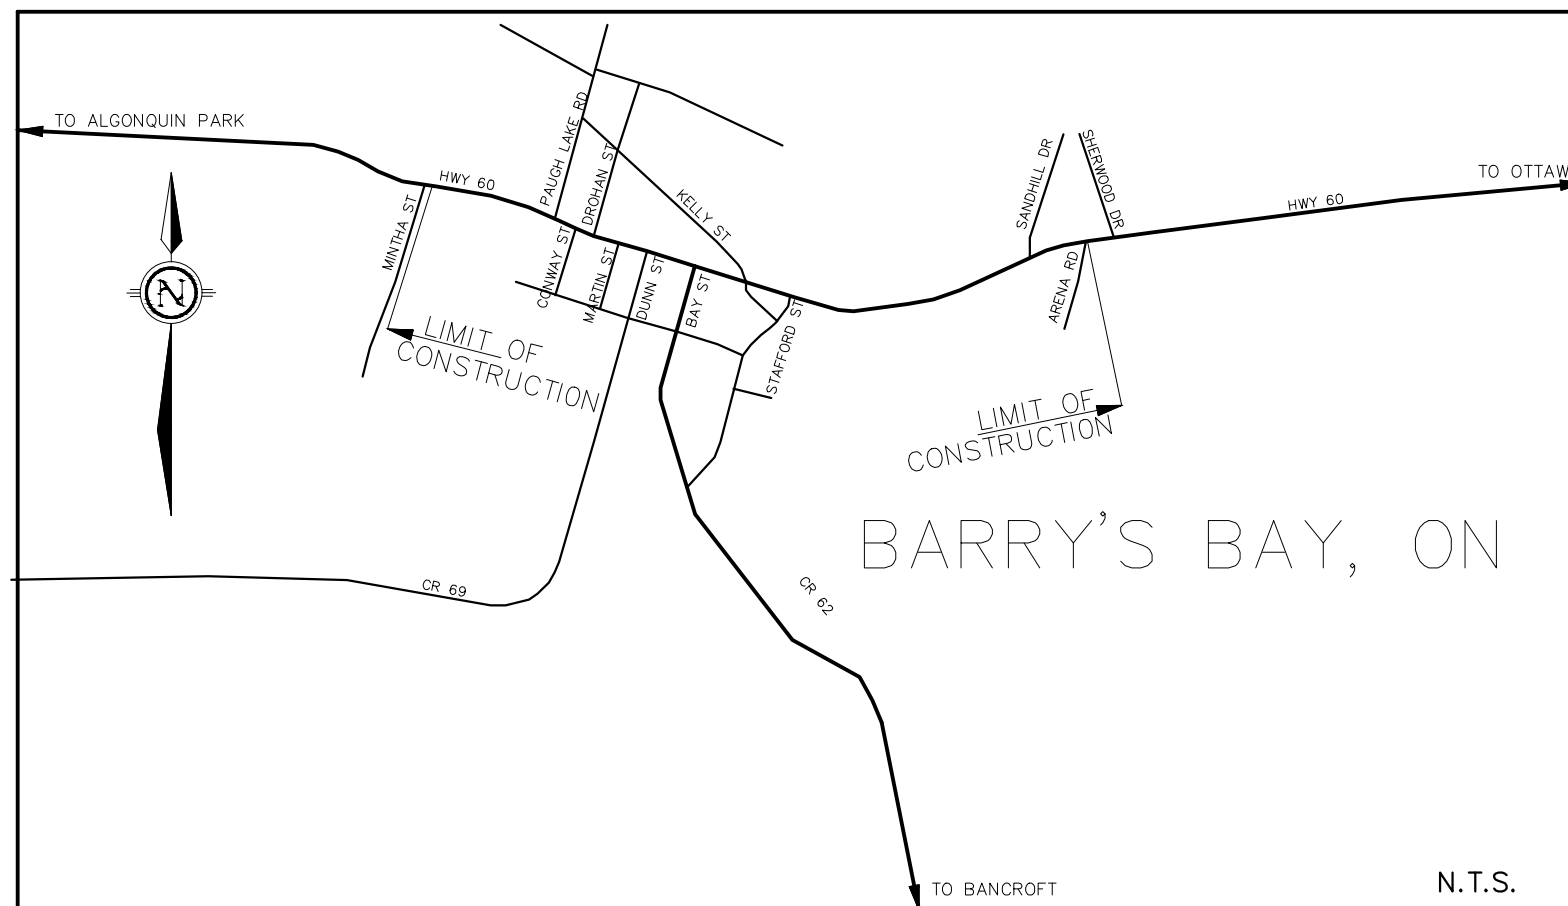 TO ALGONQUIN PARK
HWY 60
PAUGH LAKE RD
DROHAN ST
KELLY ST
SANDHILL DR
SHERWOOD DR
TO OTTAW
HWY 60
MINTHA ST
CONWAY ST
MARTIN ST
DUNN ST
BAY ST
STAFFORD ST
ARENA RD
N
LIMIT OF
CONSTRUCTION
LIMIT OF
CONSTRUCTION
BARRY'S BAY, ON
CR 69
CR 62
TO BANCROFT
N.T.S.